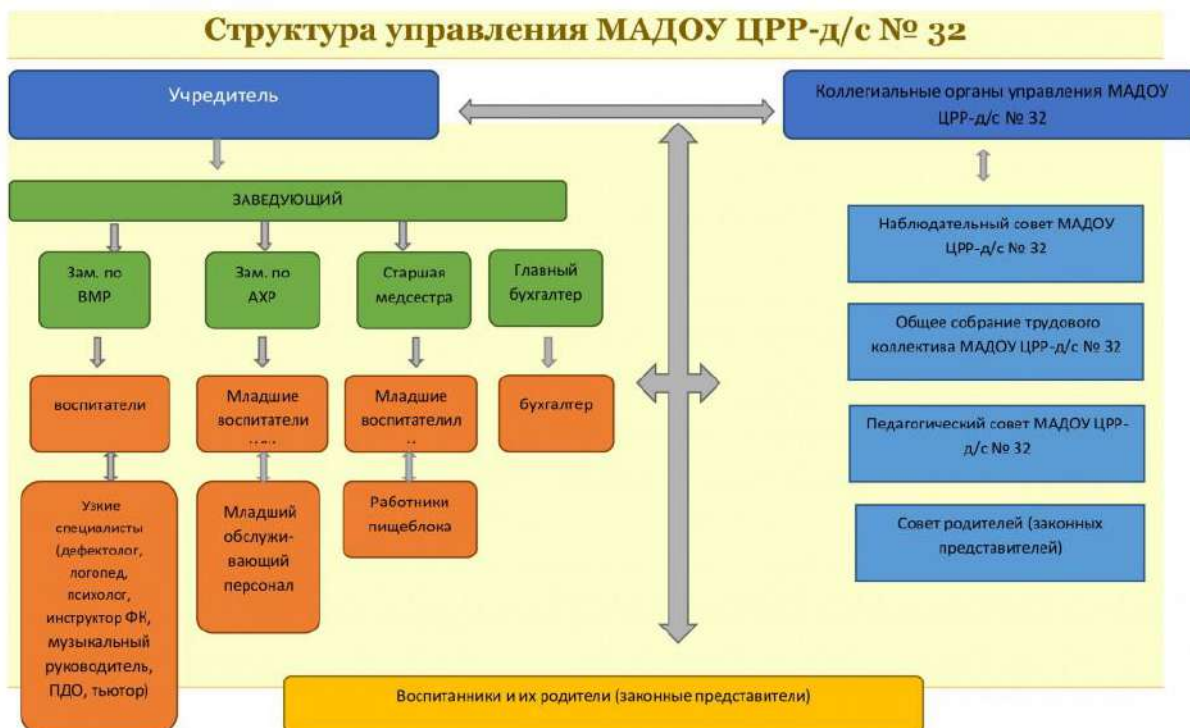 Структура управления МАДОУ ЦРР-д/с № 32
Учредитель
Коллегиальные органы управления МАДОУ
ЦРР-д/с № 32
ЗАВЕДУЮЩИЙ
Зам. по
ВМР
Зам. по
АХР
Старшая
медсестра
Главный
бухгалтер
воспитатели
Младшие
воспитатели
Младшие
воспитателил
и
бухгалтер
Узкие
специалисты
(дефектолог,
логопед,
психолог,
инструктор ФК,
музыкальный
руководитель,
ПДО, тьютор)
Младший
обслужи-
вающий
персонал
Работники
пищеблока
Наблюдательный совет МАДОУ
ЦРР-д/с № 32
Общее собрание трудового
коллектива МАДОУ ЦРР-д/с № 32
Педагогический совет МАДОУ ЦРР-
д/с № 32
Совет родителей (законных
представителей)
Воспитанники и их родители (законные представители)